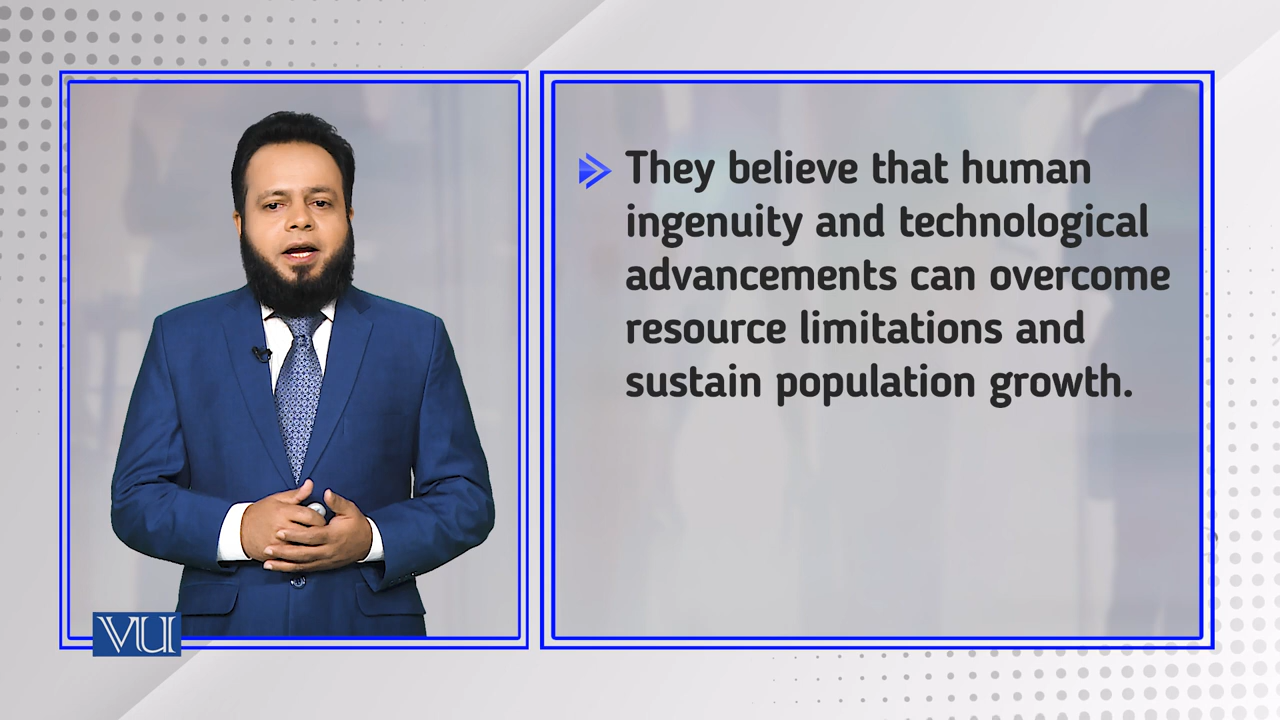 They believe that human
ingenuity and technological
advancements can overcome
resource limitations and
sustain population growth.
VU